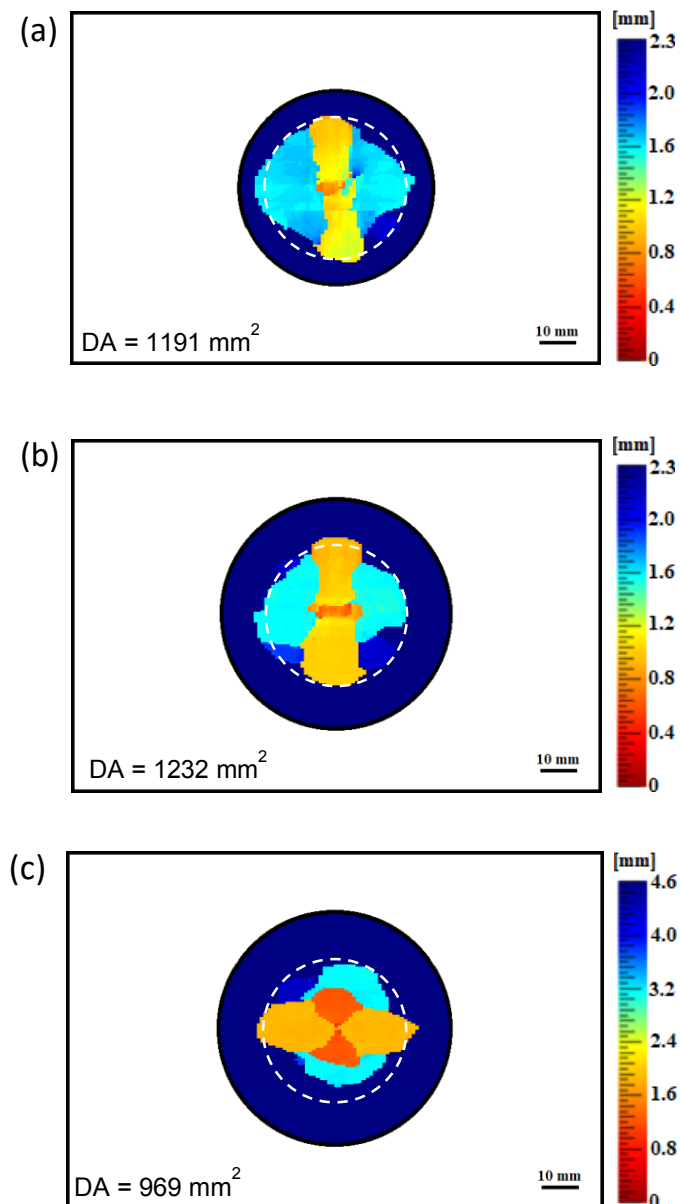 (a)
[mm]
2.3
2.0
1.6
1.2
0.8
0.4
0
DA = 1191 mm²
10 mm
(b)
[mm]
2.3
2.0
1.6
1.2
0.8
0.4
0
DA = 1232 mm²
10 mm
(c)
[mm]
4.6
4.0
3.2
2.4
1.6
0.8
0
DA = 969 mm²
10 mm